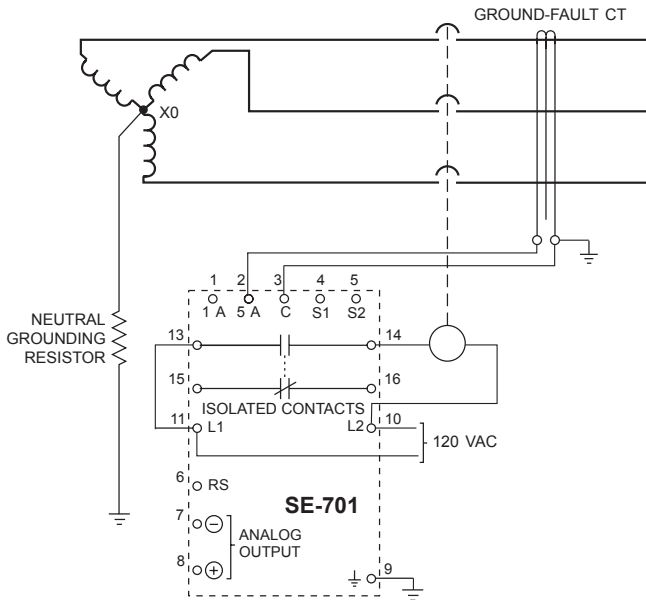 GROUND-FAULT CT
X0
1 2 3 4 5
1 A 5 A C S1 S2
NEUTRAL
GROUNDING
RESISTOR
13 14
15 16
ISOLATED CONTACTS
11 L1 L2 10
120 VAC
6 RS
SE-701
7 −
ANALOG
OUTPUT
8 +
9